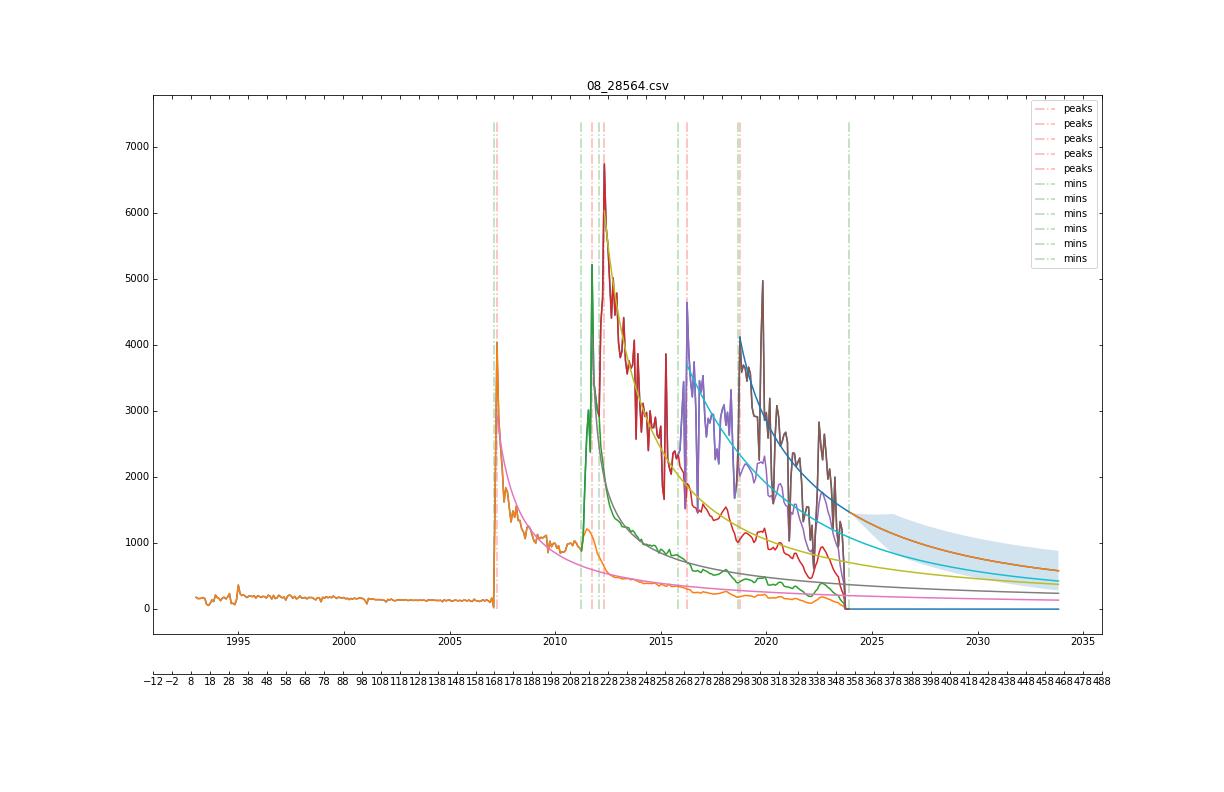 08_28564.csv
peaks
peaks
peaks
peaks
peaks
mins
mins
mins
mins
mins
mins
7000
6000
5000
4000
3000
2000
1000
0
1995 2000 2005 2010 2015 2020 2025 2030 2035
−12 −2 8 18 28 38 48 58 68 78 88 98 108 118 128 138 148 158 168 178 188 198 208 218 228 238 248 258 268 278 288 298 308 318 328 338 348 358 368 378 388 398 408 418 428 438 448 458 468 478 488